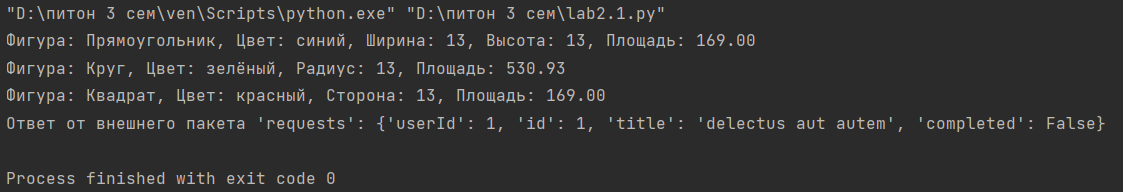 "D:\питон 3 сем\ven\Scripts\python.exe" "D:\питон 3 сем\lab2.1.py"
Фигура: Прямоугольник, Цвет: синий, Ширина: 13, Высота: 13, Площадь: 169.00
Фигура: Круг, Цвет: зелёный, Радиус: 13, Площадь: 530.93
Фигура: Квадрат, Цвет: красный, Сторона: 13, Площадь: 169.00
Ответ от внешнего пакета 'requests': {'userId': 1, 'id': 1, 'title': 'delectus aut autem', 'completed': False}
Process finished with exit code 0